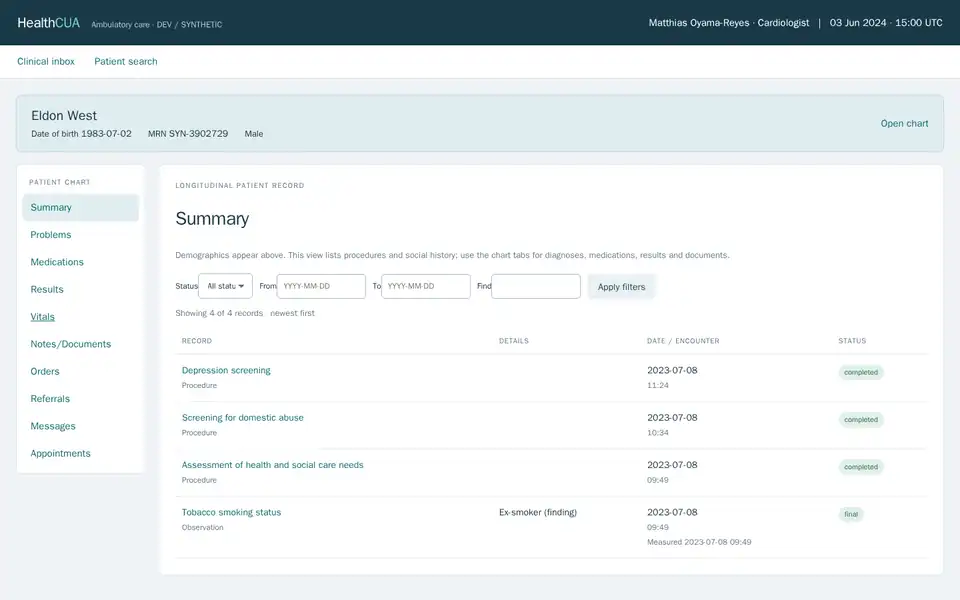 HealthCUA Ambulatory care · DEV / SYNTHETIC Matthias Oyama-Reyes · Cardiologist | 03 Jun 2024 · 15:00 UTC
Clinical inbox Patient search
Eldon West
Date of birth 1983-07-02 MRN SYN-3902729 Male
Open chart
PATIENT CHART
Summary
Problems
Medications
Results
Vitals
Notes/Documents
Orders
Referrals
Messages
Appointments
LONGITUDINAL PATIENT RECORD
Summary
Demographics appear above. This view lists procedures and social history; use the chart tabs for diagnoses, medications, results and documents.
Status All statu From YYYY-MM-DD To YYYY-MM-DD Find Apply filters
Showing 4 of 4 records newest first
RECORD DETAILS DATE / ENCOUNTER STATUS
Depression screening 2023-07-08 completed
Procedure 11:24
Screening for domestic abuse 2023-07-08 completed
Procedure 10:34
Assessment of health and social care needs 2023-07-08 completed
Procedure 09:49
Tobacco smoking status Ex-smoker (finding) 2023-07-08 final
Observation 09:49
Measured 2023-07-08 09:49